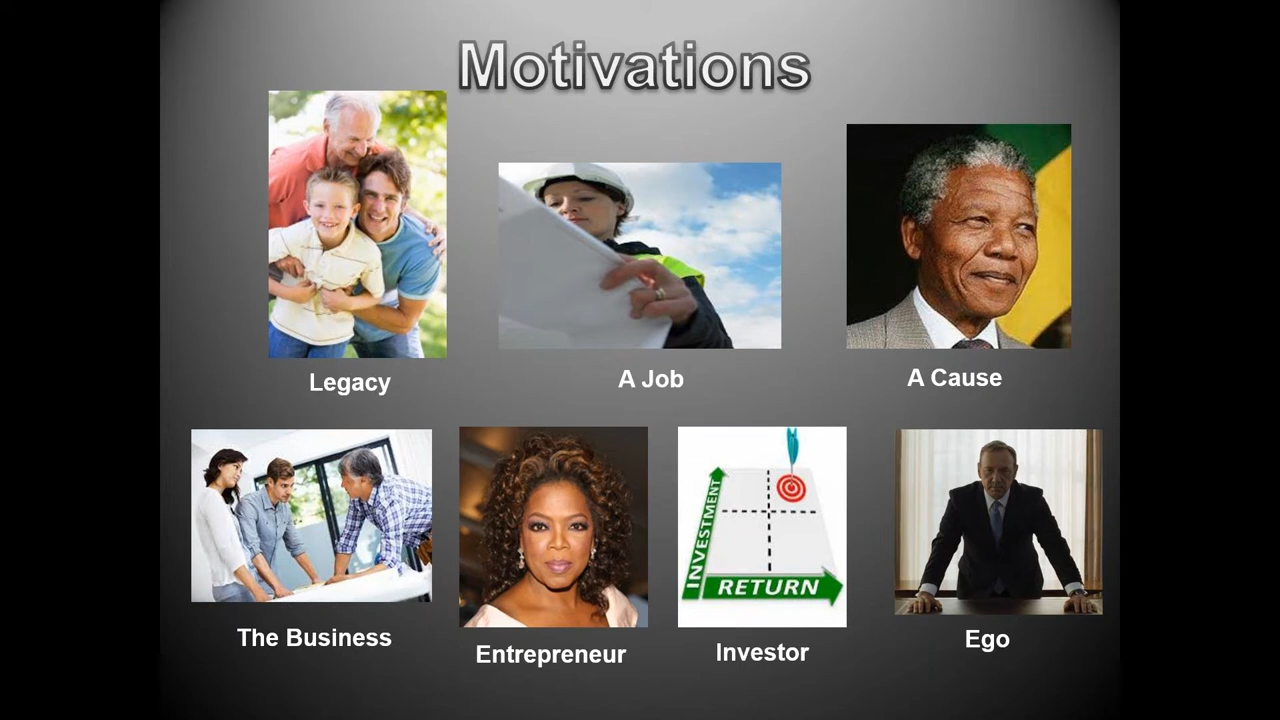 Motivations
Legacy
A Job
A Cause
The Business
Entrepreneur
INVESTMENT
RETURN
Investor
Ego